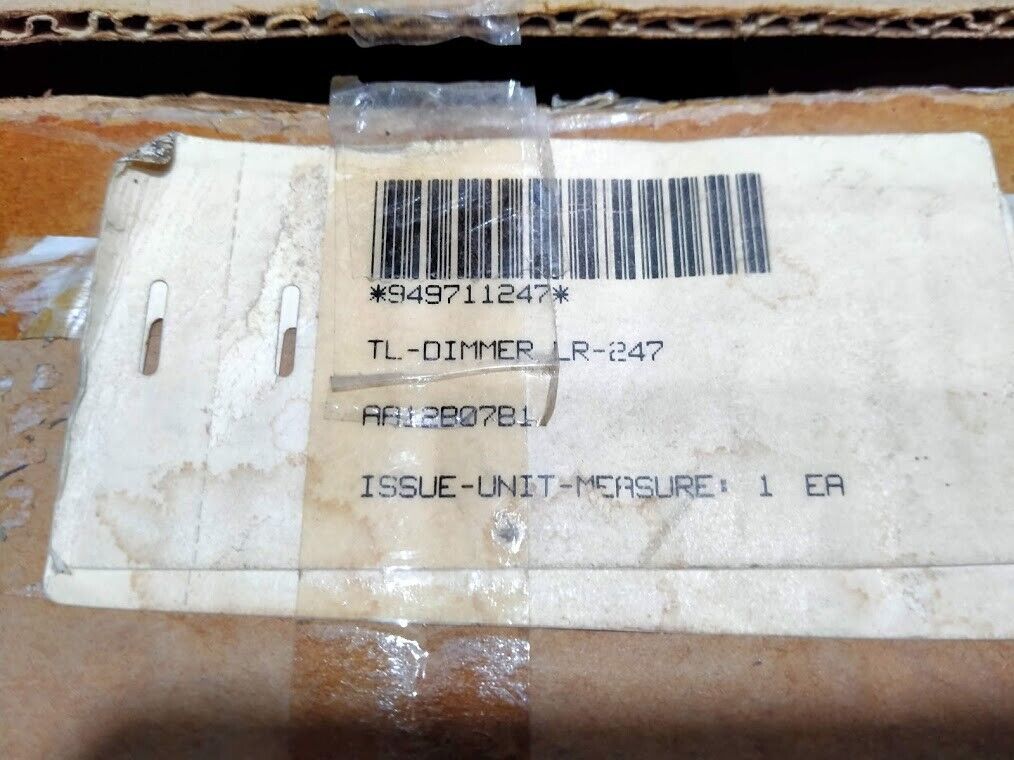 *949711247*
TL-DIMMER LR-247
AA12B07B1
ISSUE-UNIT-MEASURE: 1 EA